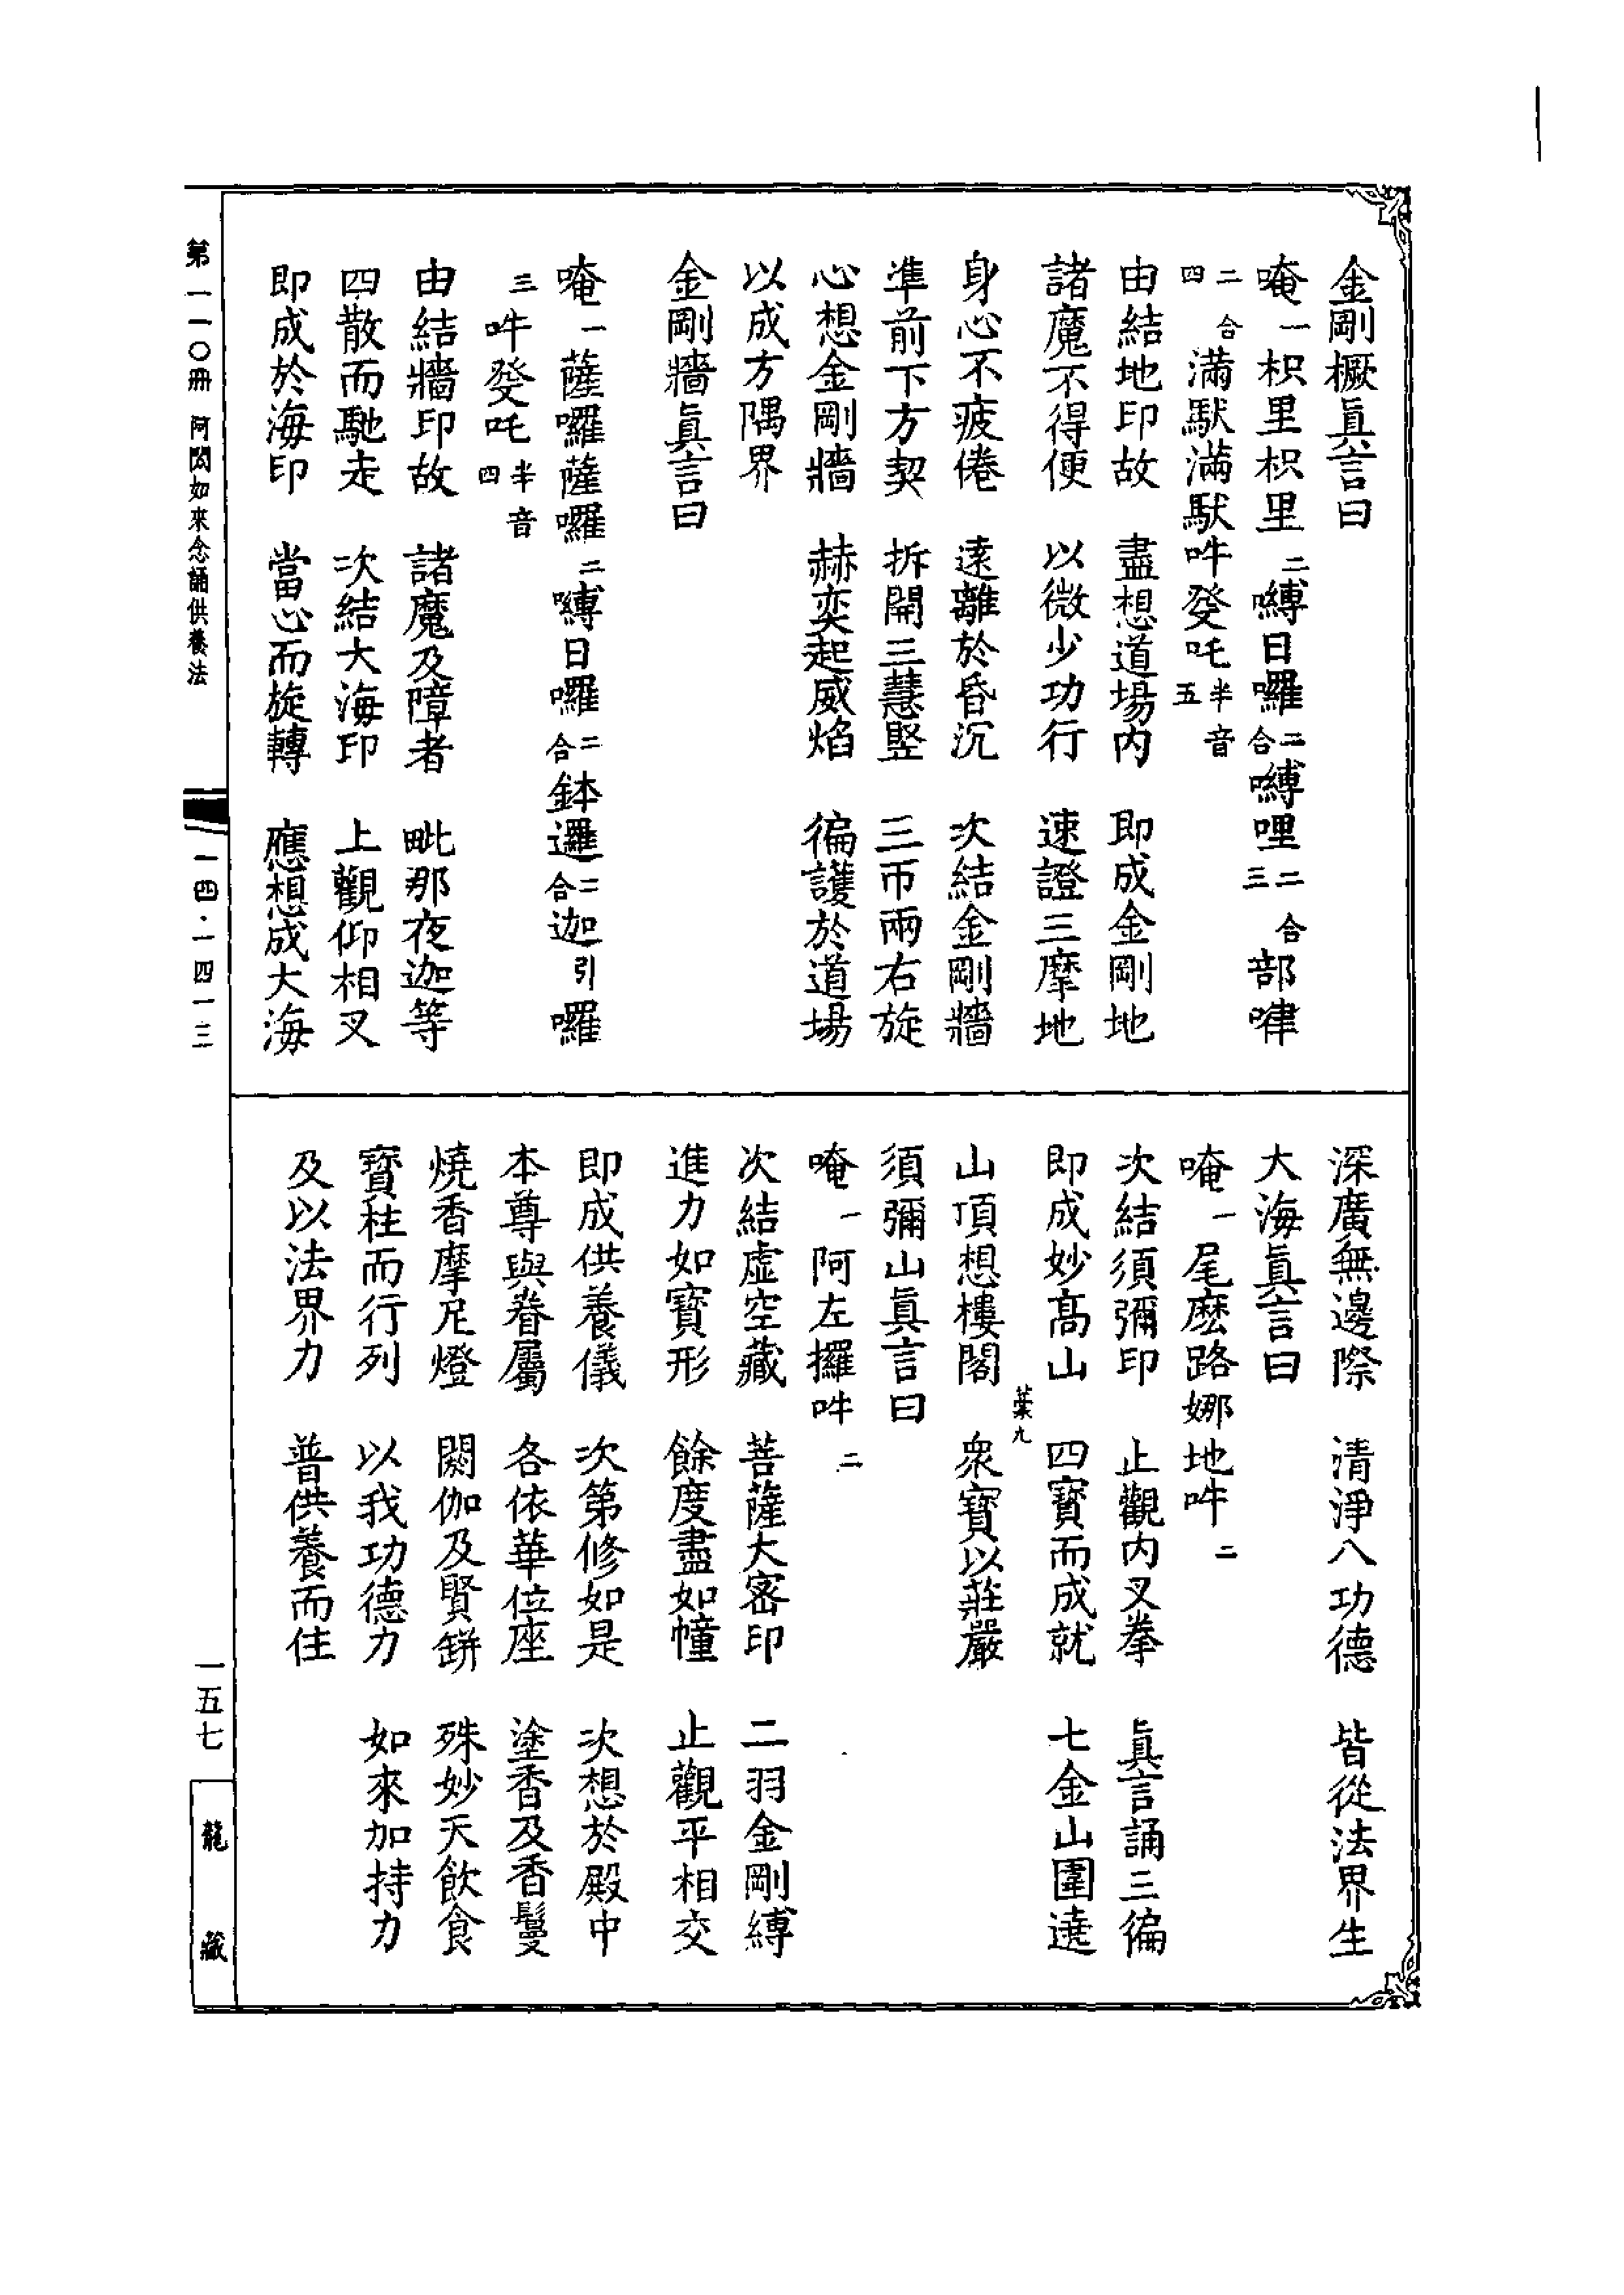 金剛橛眞言曰
唵一枳里枳里二嚩日囉二合嚩哩二合三部律
二合四滿馱滿馱吽發吒半音五
由結地印故　盡想道場内　即成金剛地
諸魔不得便　以微少功行　速證三摩地
身心不疲倦　遠離於昏沉　次結金剛牆
準前下方契　拆開三慧竪　三帀兩右旋
心想金剛牆　赫奕起威焰　徧護於道場
以成方隅界
金剛牆眞言曰
唵一薩囉薩囉二嚩日囉二合鉢邏二合迦引囉
三吽發吒半音四
由結牆印故　諸魔及障者　毗那夜迦等
四散而馳走　次結大海印　上觀仰相叉
即成於海印　當心而旋轉　應想成大海
深廣無邊際　清淨八功德　皆從法界生
大海眞言曰
唵一尾麽路娜地吽二
次結須彌印　止觀内叉拳　眞言誦三徧
即成妙高山　四寶而成就　七金山圍遶
葉九
山頂想樓閣　衆寶以莊嚴
須彌山眞言曰
唵一阿左攞吽二
次結虛空藏　菩薩大密印　二羽金剛縛
進力如寶形　餘度盡如幢　止觀平相交
即成供養儀　次第修如是　次想於殿中
本尊與眷屬　各依華位座　塗香及香鬘
燒香摩尼燈　閼伽及賢缾　殊妙天飲食
寶柱而行列　以我功德力　如來加持力
及以法界力　普供養而住
第一一〇冊　阿閦如來念誦供養法
一四·一四一三
一五七
龍藏